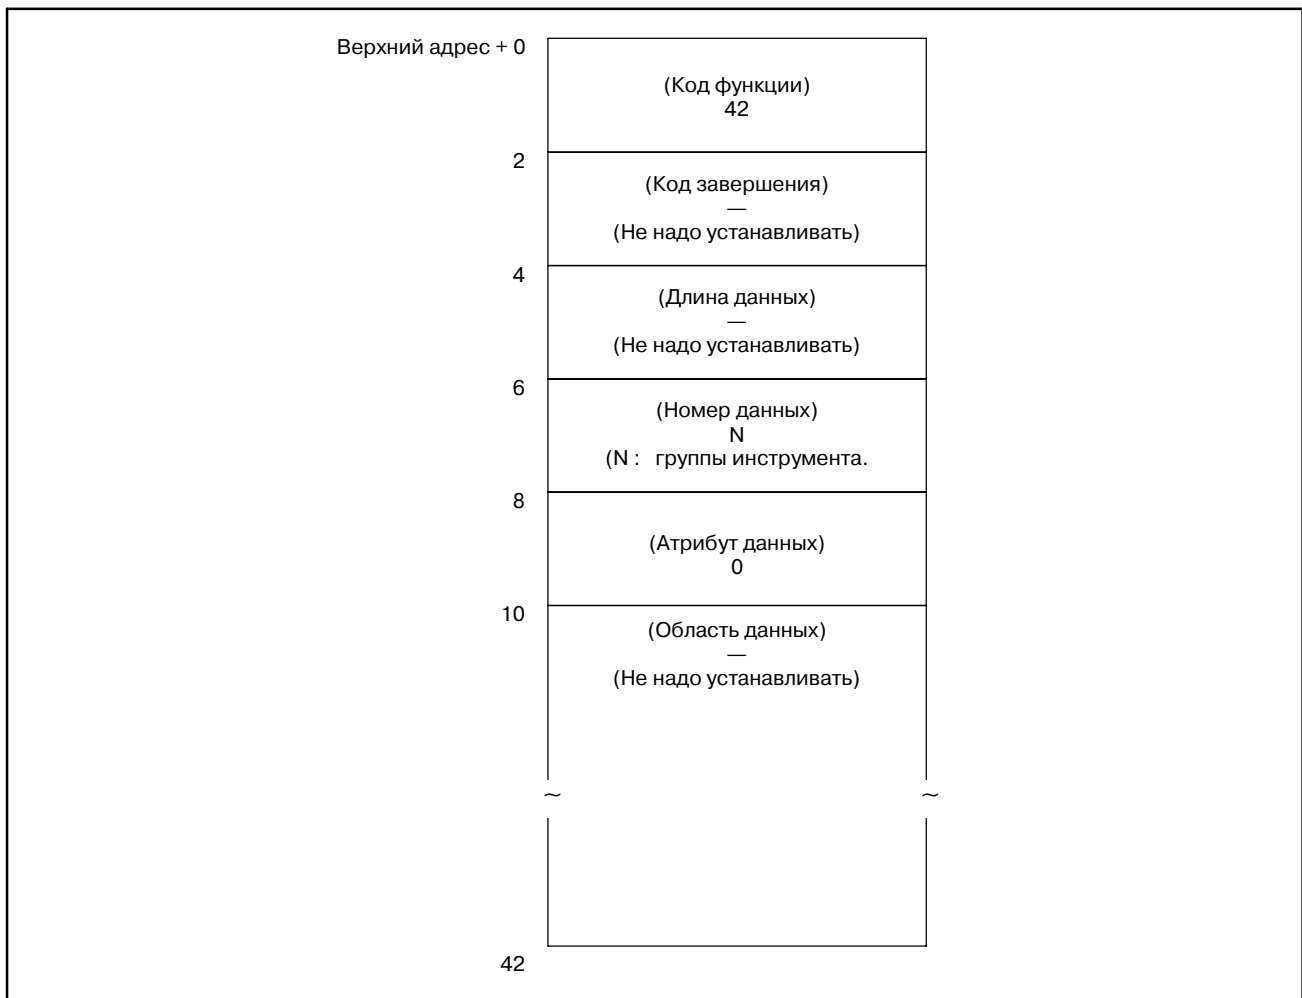 Верхний адрес + 0
(Код функции)
42
2
(Код завершения)
—
(Не надо устанавливать)
4
(Длина данных)
—
(Не надо устанавливать)
6
(Номер данных)
N
(N : группы инструмента.
8
(Атрибут данных)
0
10
(Область данных)
—
(Не надо устанавливать)
~ ~
42